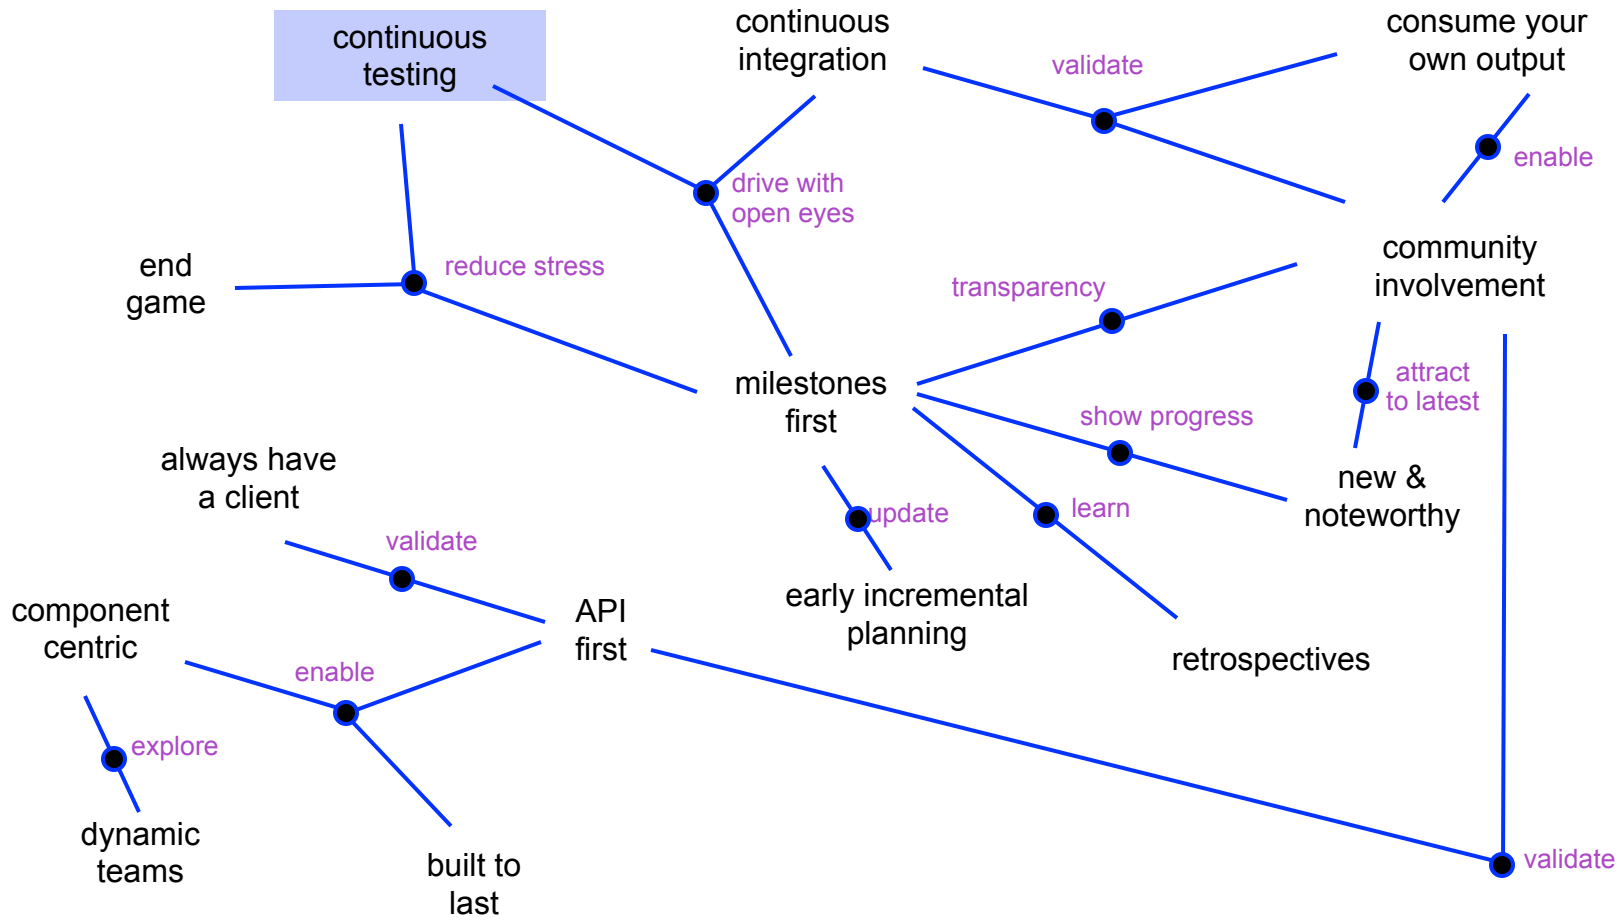 continuous
testing
continuous
integration
consume your
own output
validate
enable
drive with
open eyes
end
game
reduce stress
community
involvement
transparency
milestones
first
attract
to latest
show progress
always have
a client
new &
noteworthy
update
learn
validate
early incremental
planning
API
first
component
centric
retrospectives
enable
explore
dynamic
teams
built to
last
validate